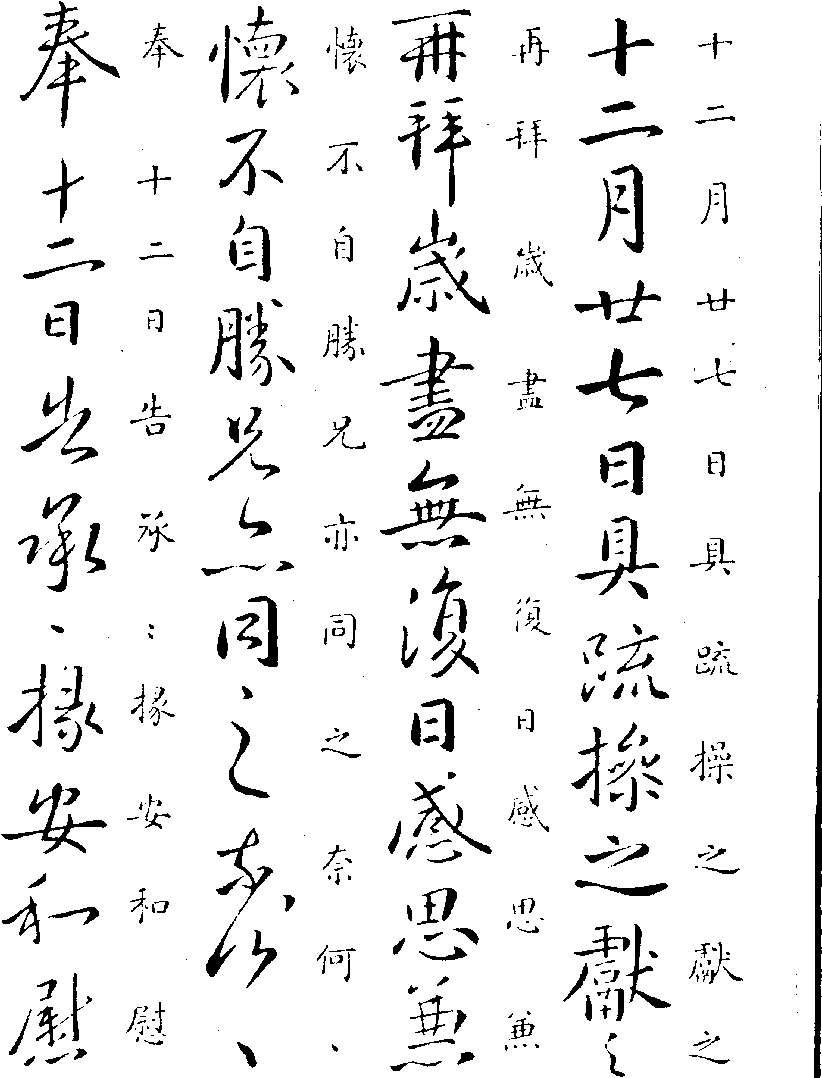 十二月廿七日具疏操之獻之
十二月廿七日具疏操之獻之
再拜歲盡無復日感思兼
再拜歲盡無復日感思兼
懷不自勝兄亦同之奈何、
懷不自勝兄亦同之奈何、
奉十二日告承：掾安和慰
奉十二日告承、掾安和慰